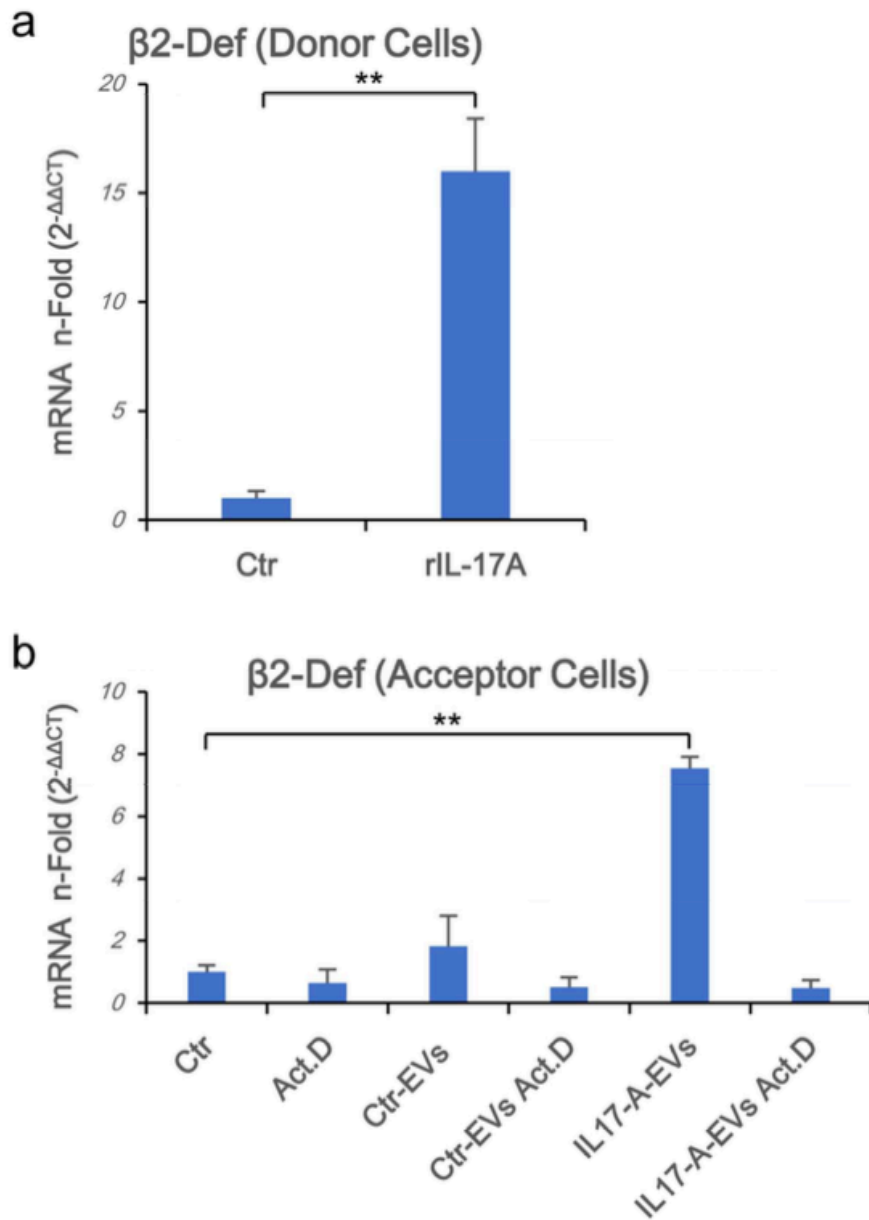 a
β2-Def (Donor Cells)
**
20
15
10
5
0
mRNA n-Fold (2-ΔΔCT)
Ctr
rIL-17A
b
β2-Def (Acceptor Cells)
**
10
8
6
4
2
0
mRNA n-Fold (2-ΔΔCT)
Ctr
Act.D
Ctr-EVs
Ctr-EVs Act.D
IL17-A-EVs
IL17-A-EVs Act.D